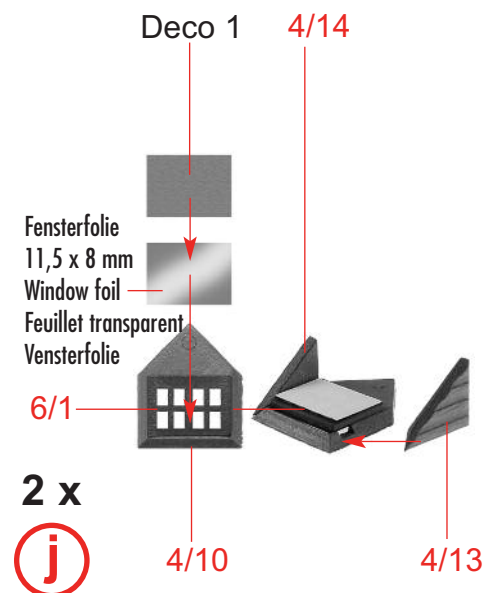 Deco 1
4/14
Fensterfolie
11,5 x 8 mm
Window foil
Feuillet transparent
Vensterfolie
6/1
2 x
j
4/10
4/13